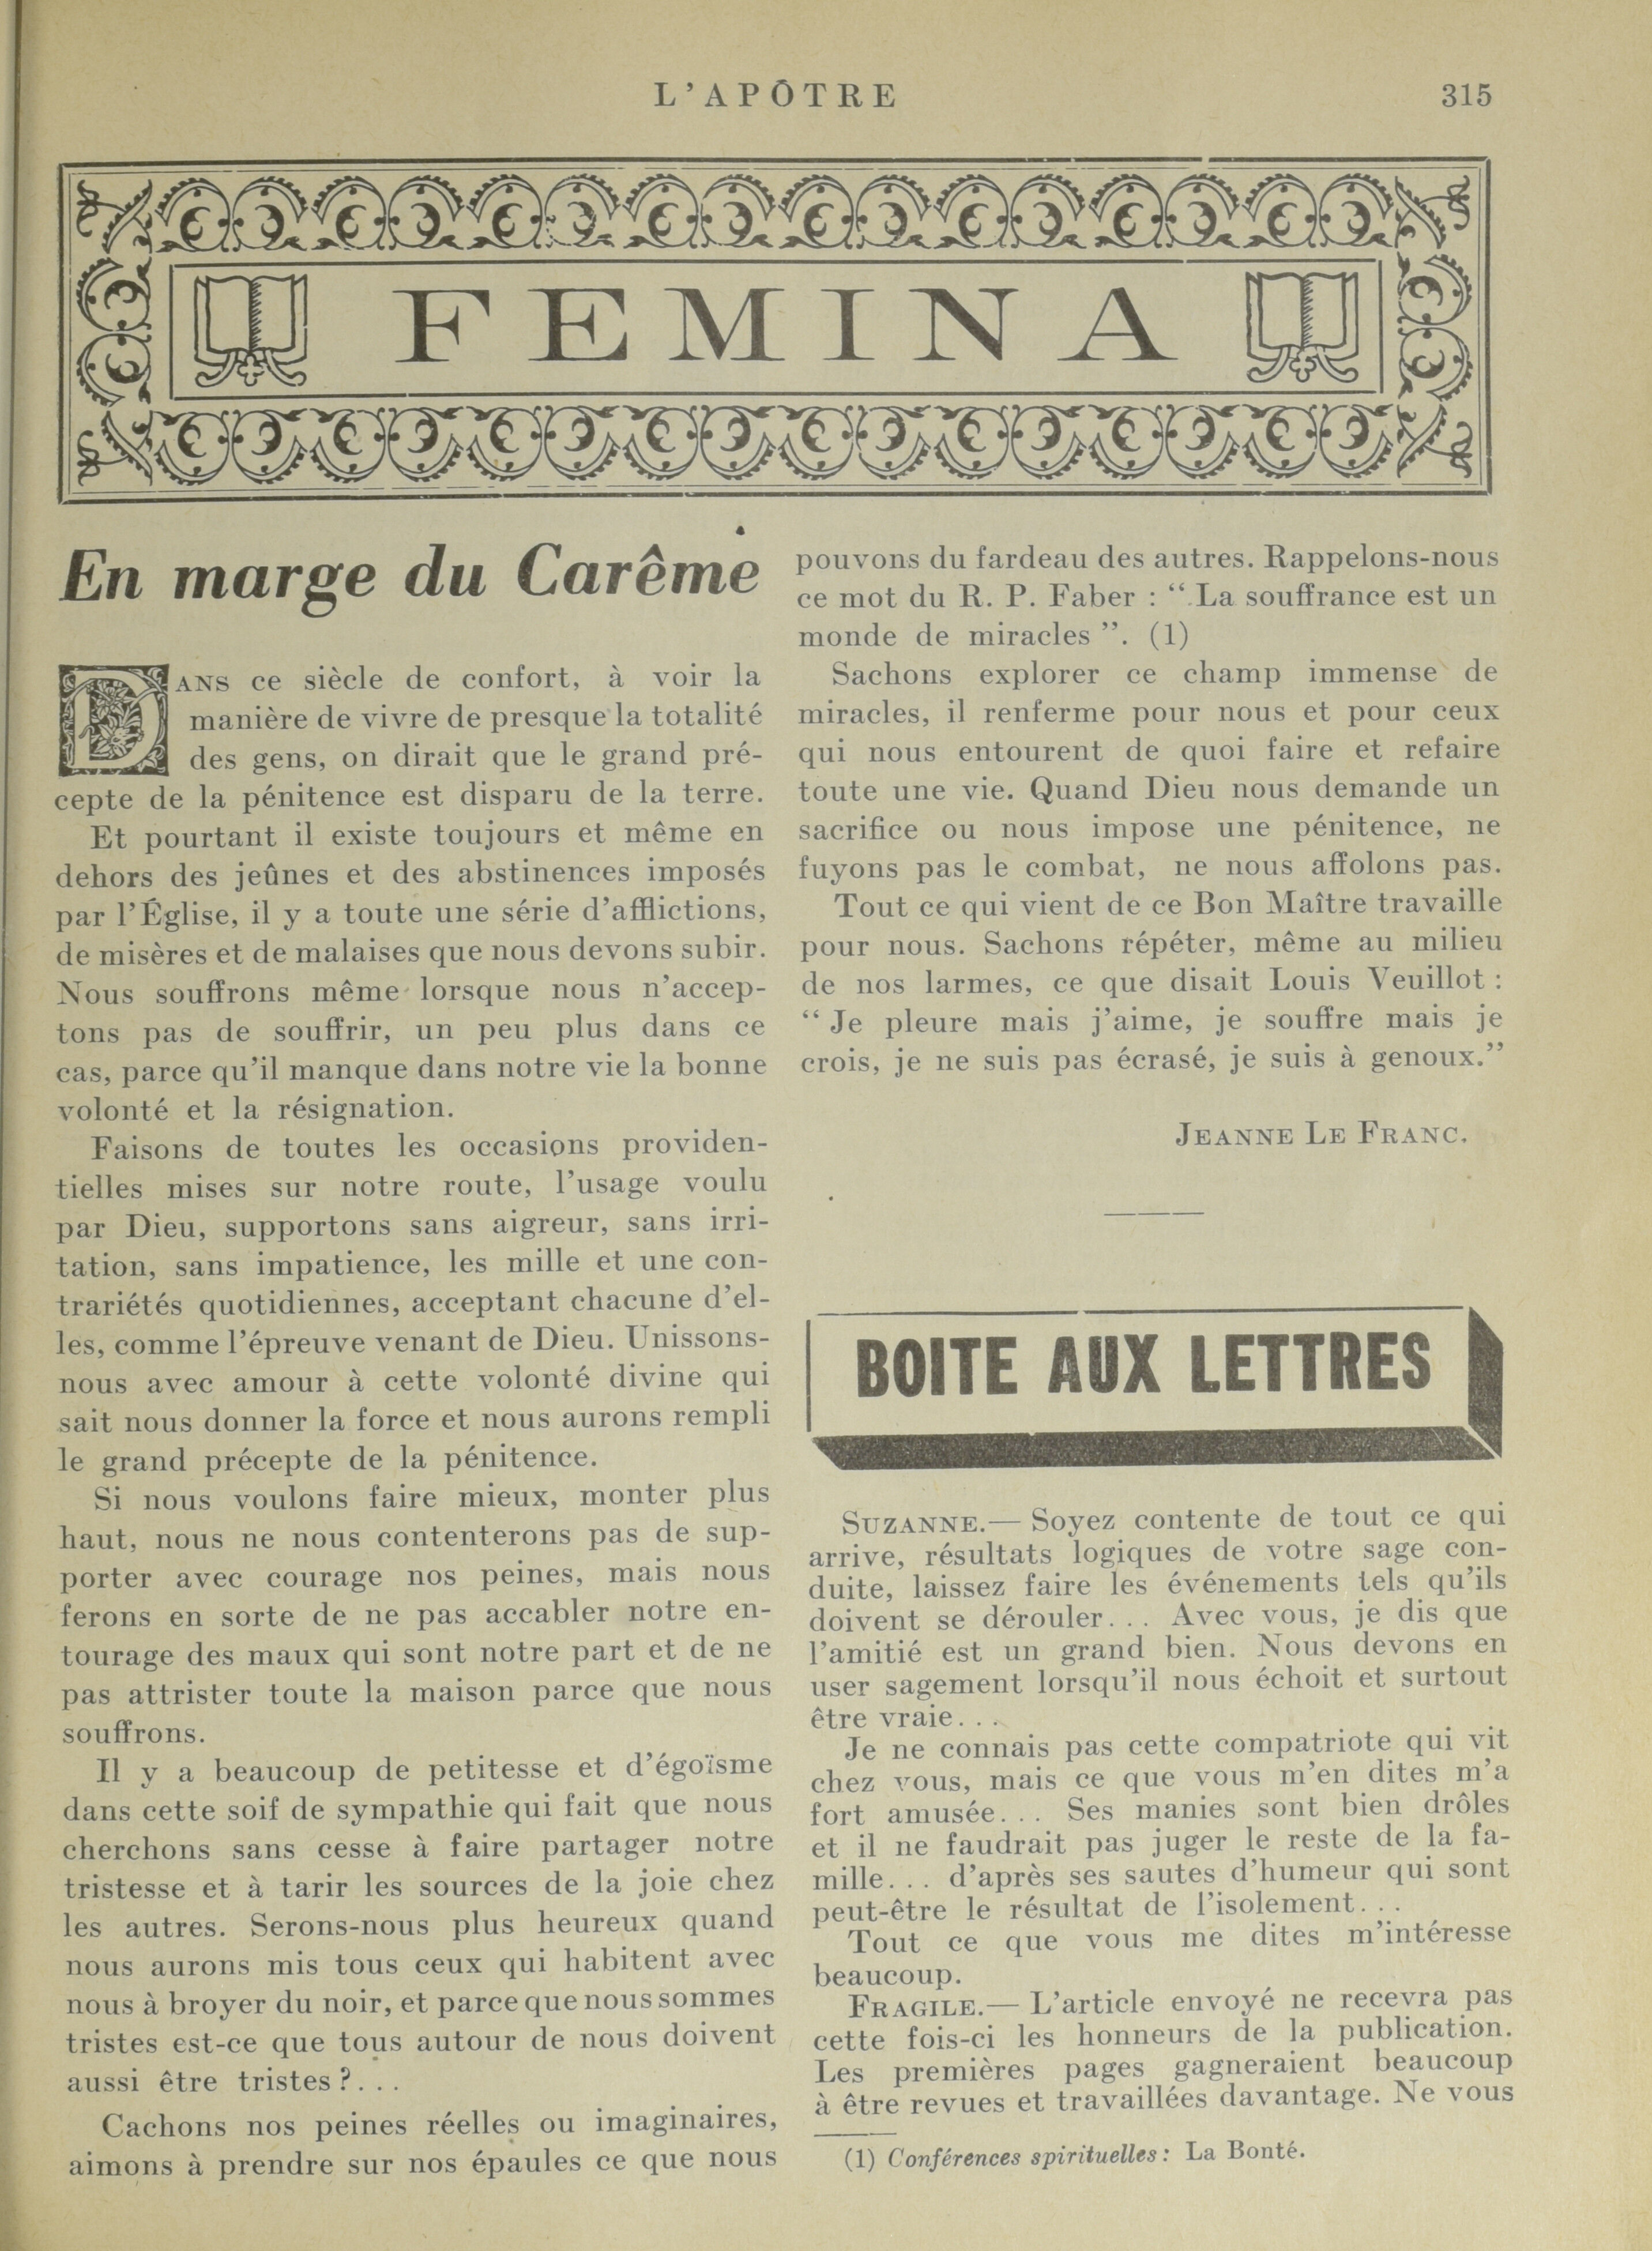 L'APÔTRE 315
FEMINA
En marge du Carême
DANS ce siècle de confort, à voir la
manière de vivre de presque la totalité
des gens, on dirait que le grand pré-
cepte de la pénitence est disparu de la terre.
Et pourtant il existe toujours et même en
dehors des jeûnes et des abstinences imposés
par l'Église, il y a toute une série d'afflictions,
de misères et de malaises que nous devons subir.
Nous souffrons même lorsque nous n'accep-
tons pas de souffrir, un peu plus dans ce
cas, parce qu'il manque dans notre vie la bonne
volonté et la résignation.
Faisons de toutes les occasions providen-
tielles mises sur notre route, l'usage voulu
par Dieu, supportons sans aigreur, sans irri-
tation, sans impatience, les mille et une con-
trariétés quotidiennes, acceptant chacune d'el-
les, comme l'épreuve venant de Dieu. Unissons-
nous avec amour à cette volonté divine qui
sait nous donner la force et nous aurons rempli
le grand précepte de la pénitence.
Si nous voulons faire mieux, monter plus
haut, nous ne nous contenterons pas de sup-
porter avec courage nos peines, mais nous
ferons en sorte de ne pas accabler notre en-
tourage des maux qui sont notre part et de ne
pas attrister toute la maison parce que nous
souffrons.
Il y a beaucoup de petitesse et d'égoïsme
dans cette soif de sympathie qui fait que nous
cherchons sans cesse à faire partager notre
tristesse et à tarir les sources de la joie chez
les autres. Serons-nous plus heureux quand
nous aurons mis tous ceux qui habitent avec
nous à broyer du noir, et parce que nous sommes
tristes est-ce que tous autour de nous doivent
aussi être tristes ?. . .
Cachons nos peines réelles ou imaginaires,
aimons à prendre sur nos épaules ce que nous
pouvons du fardeau des autres. Rappelons-nous
ce mot du R. P. Faber : “ La souffrance est un
monde de miracles ”. (1)
Sachons explorer ce champ immense de
miracles, il renferme pour nous et pour ceux
qui nous entourent de quoi faire et refaire
toute une vie. Quand Dieu nous demande un
sacrifice ou nous impose une pénitence, ne
fuyons pas le combat, ne nous affolons pas.
Tout ce qui vient de ce Bon Maître travaille
pour nous. Sachons répéter, même au milieu
de nos larmes, ce que disait Louis Veuillot :
“ Je pleure mais j'aime, je souffre mais je
crois, je ne suis pas écrasé, je suis à genoux.”
JEANNE LE FRANC.
BOITE AUX LETTRES
SUZANNE.— Soyez contente de tout ce qui
arrive, résultats logiques de votre sage con-
duite, laissez faire les événements tels qu'ils
doivent se dérouler. . . Avec vous, je dis que
l'amitié est un grand bien. Nous devons en
user sagement lorsqu'il nous échoit et surtout
être vraie. . .
Je ne connais pas cette compatriote qui vit
chez vous, mais ce que vous m'en dites m'a
fort amusée. . . Ses manies sont bien drôles
et il ne faudrait pas juger le reste de la fa-
mille. . . d'après ses sautes d'humeur qui sont
peut-être le résultat de l'isolement. . .
Tout ce que vous me dites m'intéresse
beaucoup.
FRAGILE.— L'article envoyé ne recevra pas
cette fois-ci les honneurs de la publication.
Les premières pages gagneraient beaucoup
à être revues et travaillées davantage. Ne vous
(1) Conférences spirituelles : La Bonté.